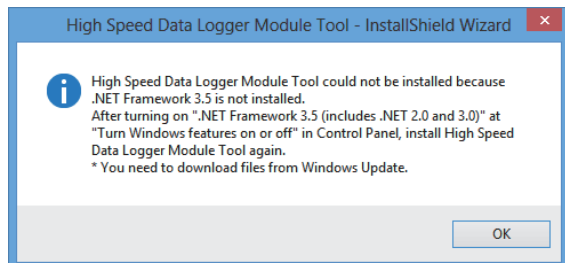 High Speed Data Logger Module Tool - InstallShield Wizard
High Speed Data Logger Module Tool could not be installed because
.NET Framework 3.5 is not installed.
After turning on ".NET Framework 3.5 (includes .NET 2.0 and 3.0)" at
"Turn Windows features on or off" in Control Panel, install High Speed
Data Logger Module Tool again.
* You need to download files from Windows Update.
OK